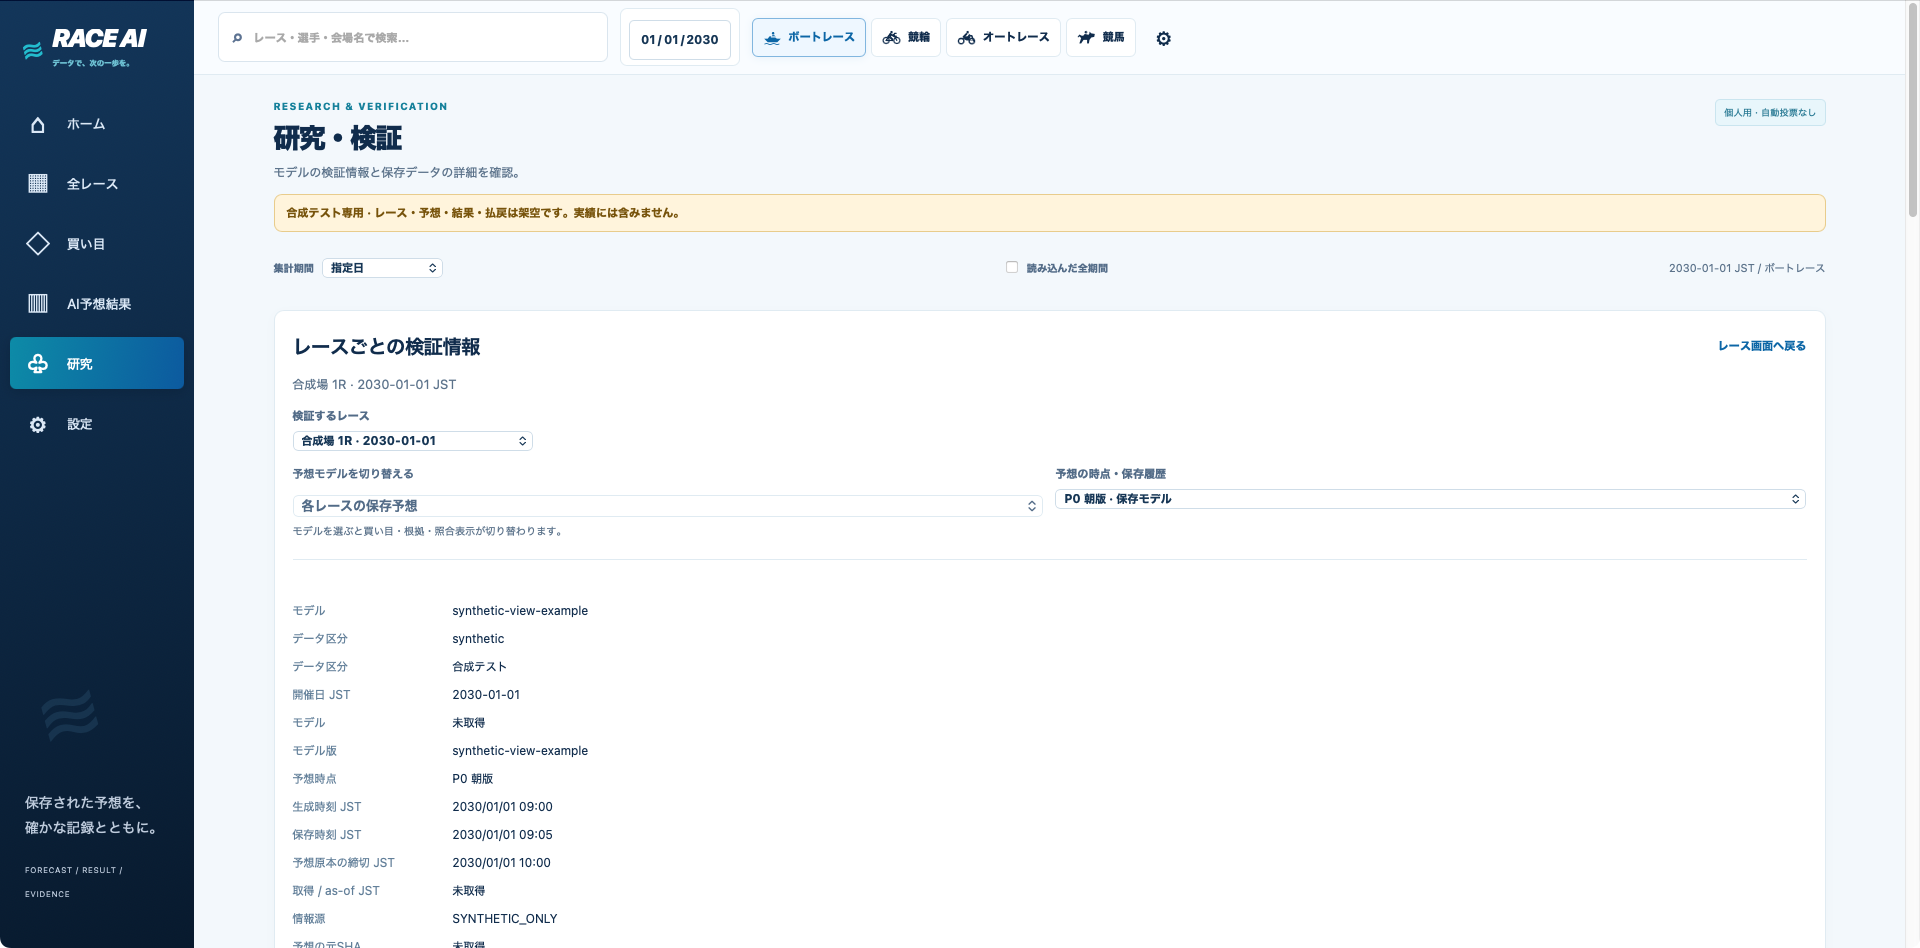 RACE AI
データで、次の一歩を。
ホーム
全レース
買い目
AI予想結果
研究
設定
保存された予想を、
確かな記録とともに。
FORECAST / RESULT /
EVIDENCE
レース・選手・会場名で検索...
01/01/2030
ボートレース
競輪
オートレース
競馬
RESEARCH & VERIFICATION
研究・検証
モデルの検証情報と保存データの詳細を確認。
個人用・自動投票なし
合成テスト専用・レース・予想・結果・払戻は架空です。実績には含みません。
集計期間
指定日
読み込んだ全期間
2030-01-01 JST / ボートレース
レースごとの検証情報
レース画面へ戻る
合成場 1R · 2030-01-01 JST
検証するレース
合成場 1R · 2030-01-01
予想モデルを切り替える
予想の時点・保存履歴
各レースの保存予想
P0 朝版 · 保存モデル
モデルを選ぶと買い目・根拠・照合表示が切り替わります。
モデル synthetic-view-example
データ区分 synthetic
データ区分 合成テスト
開催日 JST 2030-01-01
モデル 未取得
モデル版 synthetic-view-example
予想時点 P0 朝版
生成時刻 JST 2030/01/01 09:00
保存時刻 JST 2030/01/01 09:05
予想原本の締切 JST 2030/01/01 10:00
取得 / as-of JST 未取得
情報源 SYNTHETIC_ONLY
予想の元SHA 未取得